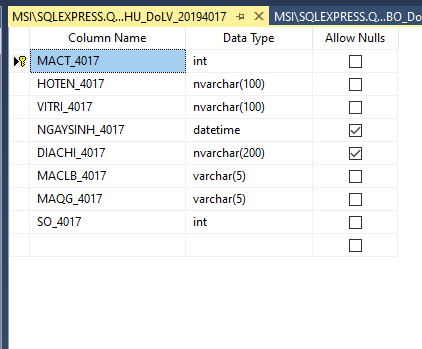 MSI\SQLEXPRESS.Q...HU_DoLV_20194017 MSI\SQLEXPRESS.Q...BO_Do
Column Name Data Type Allow Nulls
MACT_4017 int
HOTEN_4017 nvarchar(100)
VITRI_4017 nvarchar(100)
NGAYSINH_4017 datetime
DIACHI_4017 nvarchar(200)
MACLB_4017 varchar(5)
MAQG_4017 varchar(5)
SO_4017 int